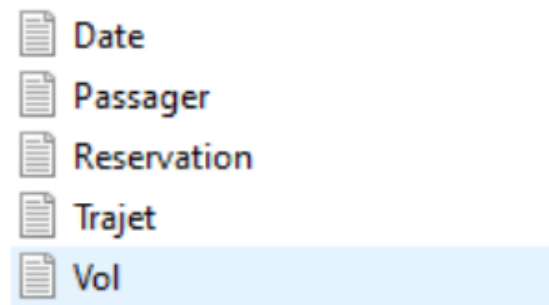 Date
Passager
Reservation
Trajet
Vol